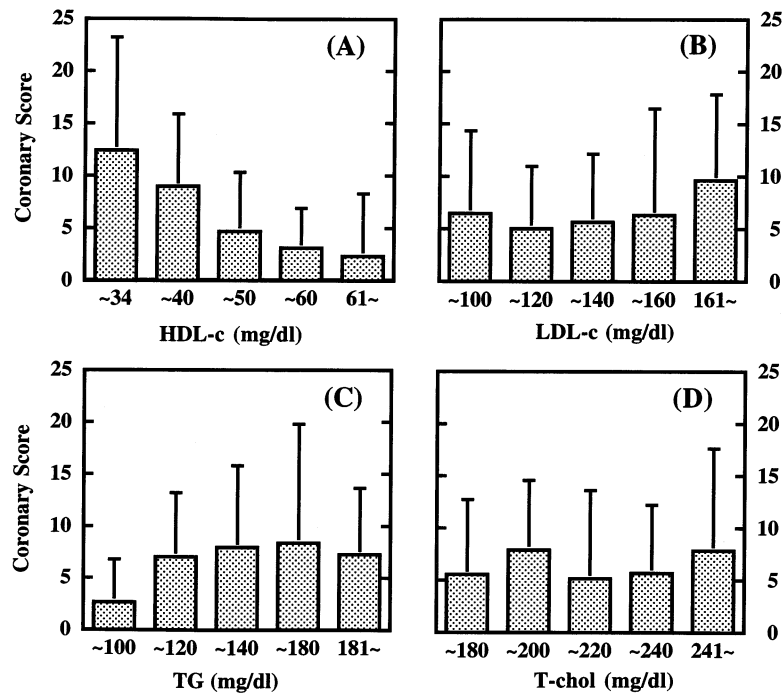 (A)
Coronary Score
25
20
15
10
5
0
~34 ~40 ~50 ~60 61~
HDL-c (mg/dl)
(B)
25
20
15
10
5
0
~100 ~120 ~140 ~160 161~
LDL-c (mg/dl)
(C)
Coronary Score
25
20
15
10
5
0
~100 ~120 ~140 ~180 181~
TG (mg/dl)
(D)
25
20
15
10
5
0
~180 ~200 ~220 ~240 241~
T-chol (mg/dl)